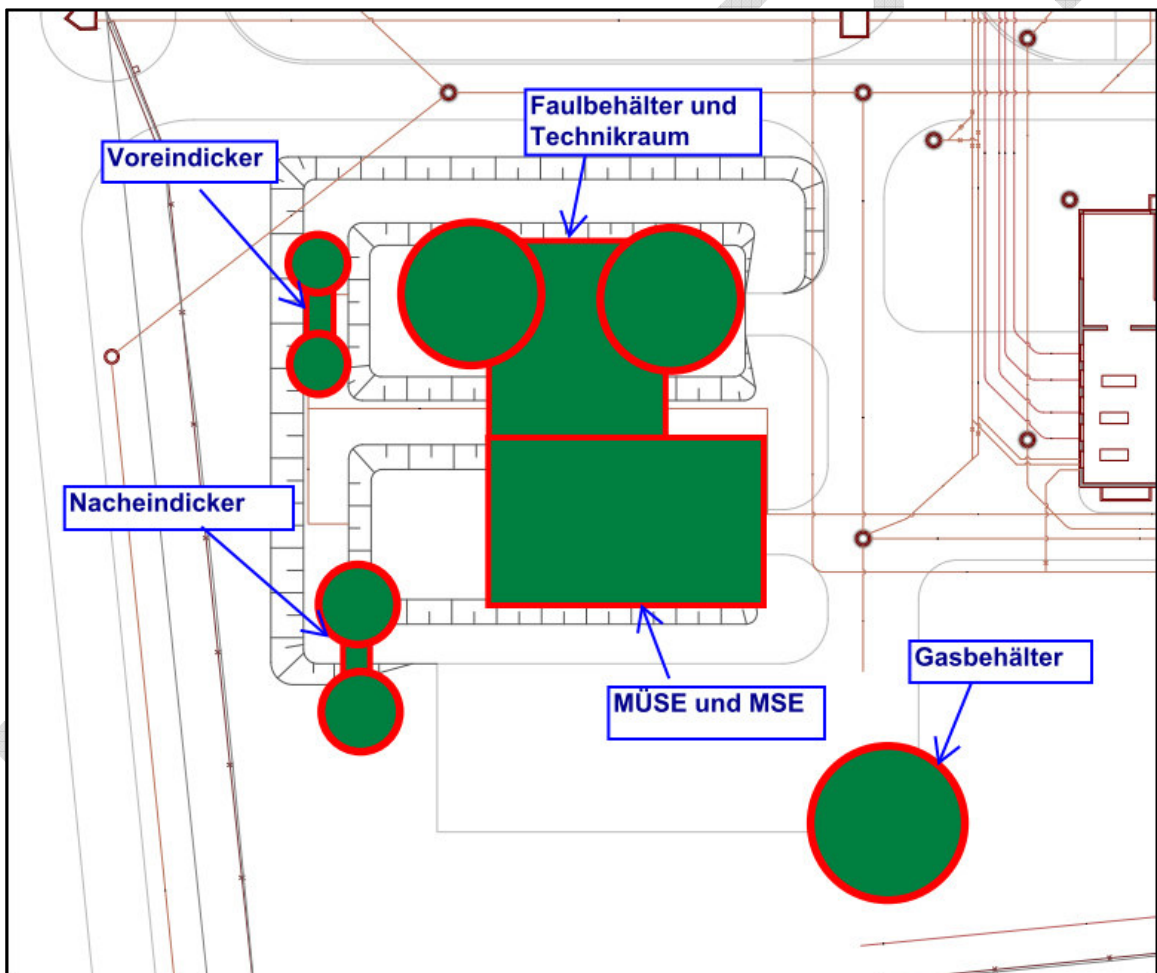 Faulbehälter und
Technikraum
Voreindicker
Nacheindicker
Gasbehälter
MÜSE und MSE